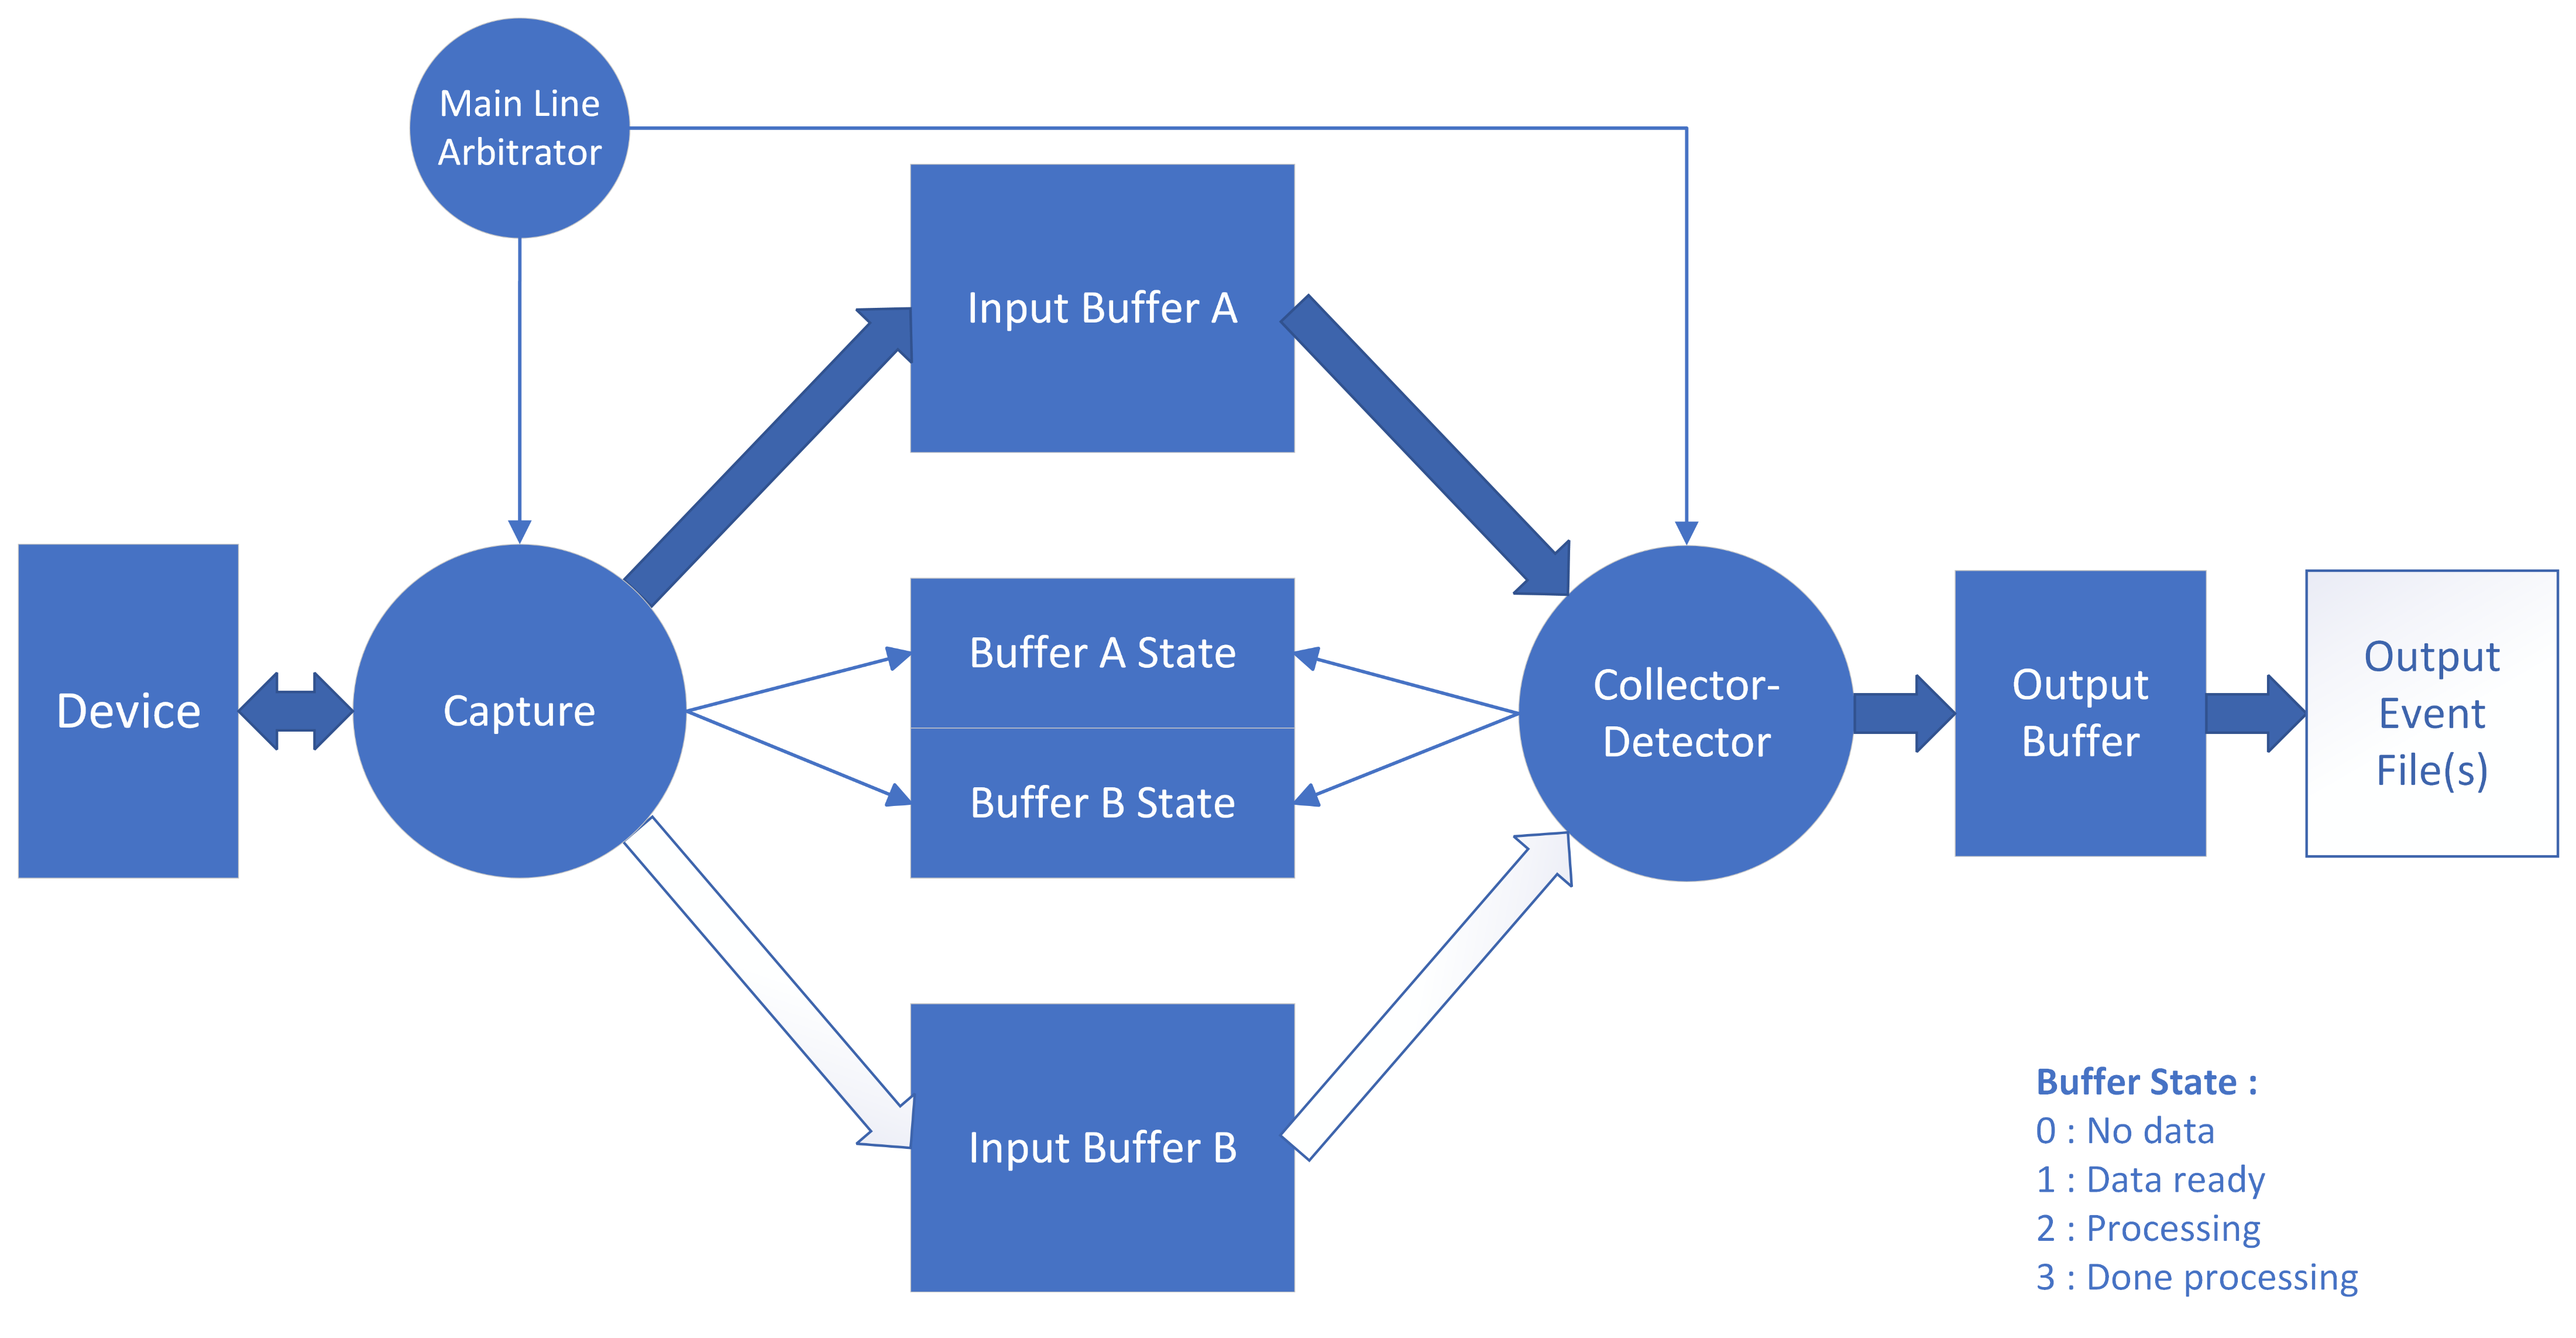 Main Line
Arbitrator
Input Buffer A
Device
Capture
Buffer A State
Buffer B State
Collector-
Detector
Output
Buffer
Output
Event
File(s)
Input Buffer B
Buffer State :
0 : No data
1 : Data ready
2 : Processing
3 : Done processing